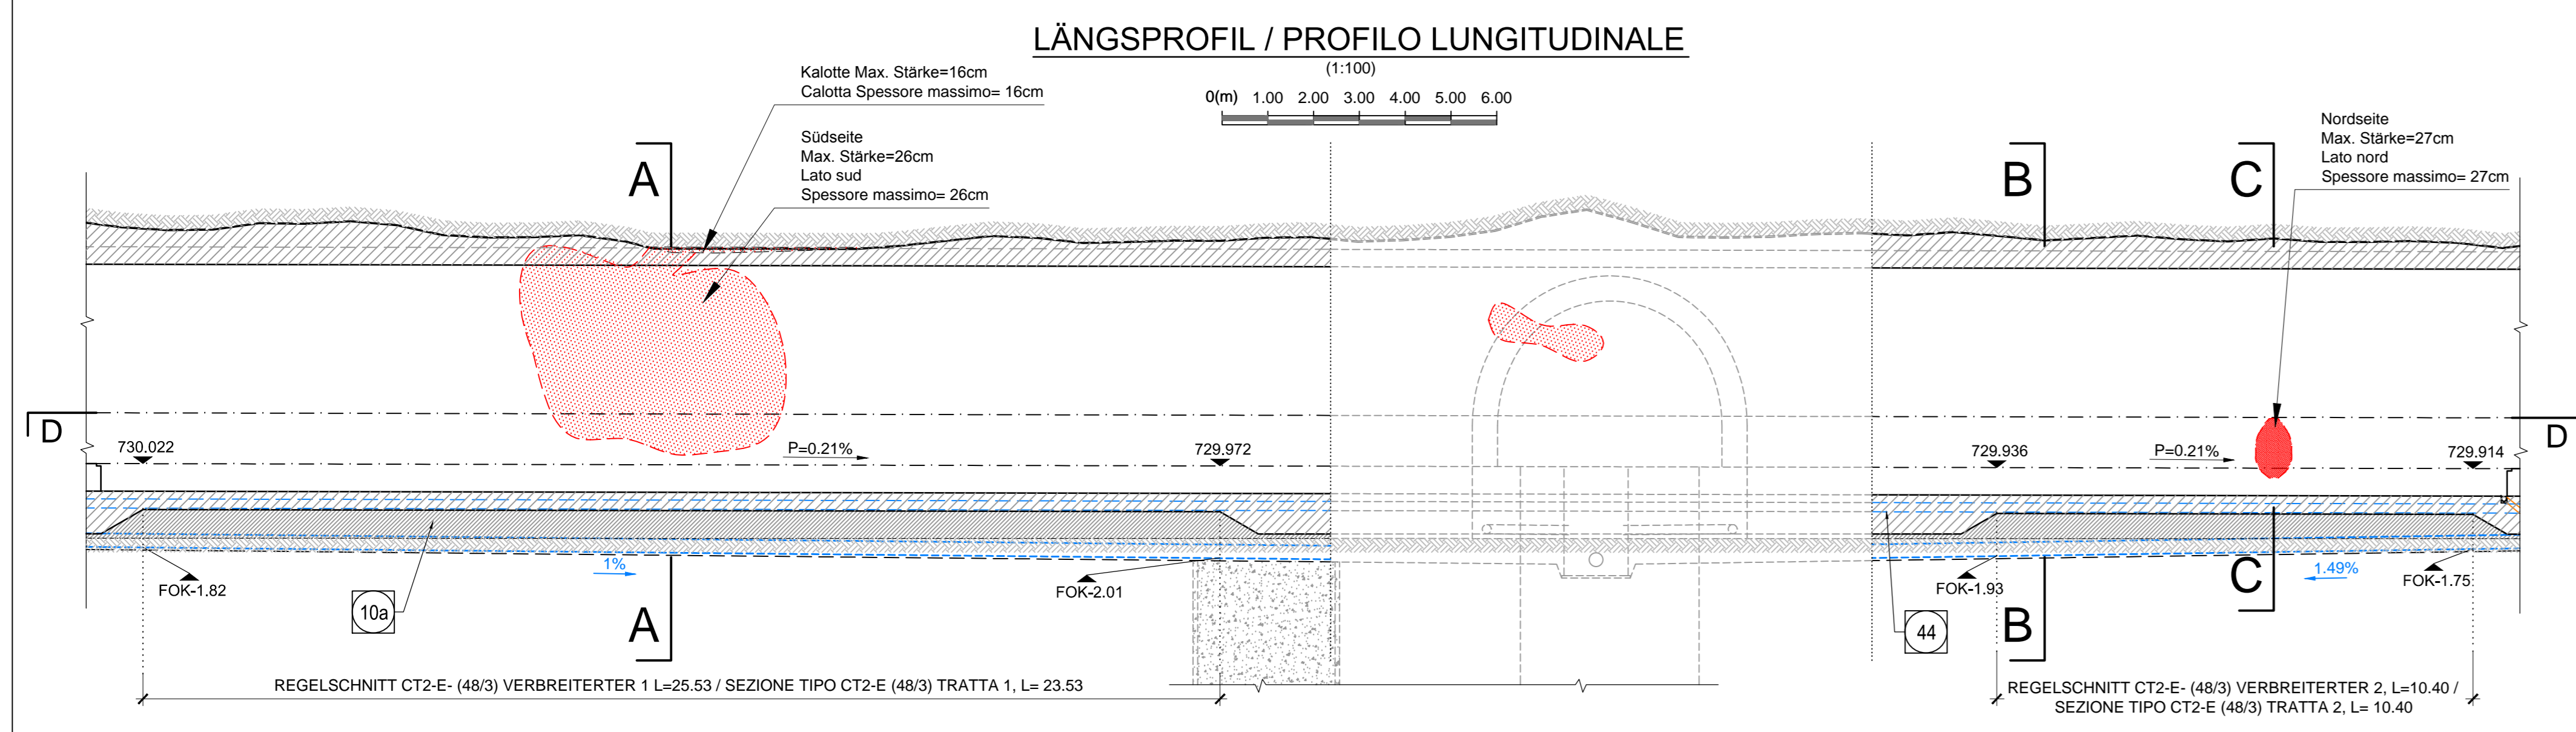 LÄNGSPROFIL / PROFILO LUNGITUDINALE
(1:100)
0(m) 1.00 2.00 3.00 4.00 5.00 6.00
Kalotte Max. Stärke=16cm
Calotta Spessore massimo= 16cm
Südseite
Max. Stärke=26cm
Lato sud
Spessore massimo= 26cm
Nordseite
Max. Stärke=27cm
Lato nord
Spessore massimo= 27cm
A
B
C
D
D
730.022
P=0.21%
729.972
729.936
P=0.21%
729.914
FOK-1.82
1%
FOK-2.01
FOK-1.93
1.49%
FOK-1.75
10a
44
A
B
C
REGELSCHNITT CT2-E- (48/3) VERBREITERTER 1 L=25.53 / SEZIONE TIPO CT2-E (48/3) TRATTA 1, L= 23.53
REGELSCHNITT CT2-E- (48/3) VERBREITERTER 2, L=10.40 /
SEZIONE TIPO CT2-E (48/3) TRATTA 2, L= 10.40